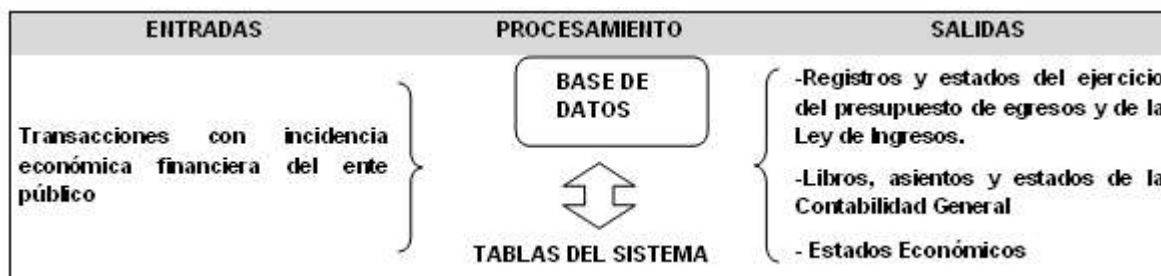 ENTRADAS PROCESAMIENTO SALIDAS
Transacciones con incidencia
económica financiera del ente
público
BASE DE
DATOS
TABLAS DEL SISTEMA
-Registros y estados del ejercicio
del presupuesto de egresos y de la
Ley de Ingresos.
-Libros, asientos y estados de la
Contabilidad General
- Estados Económicos